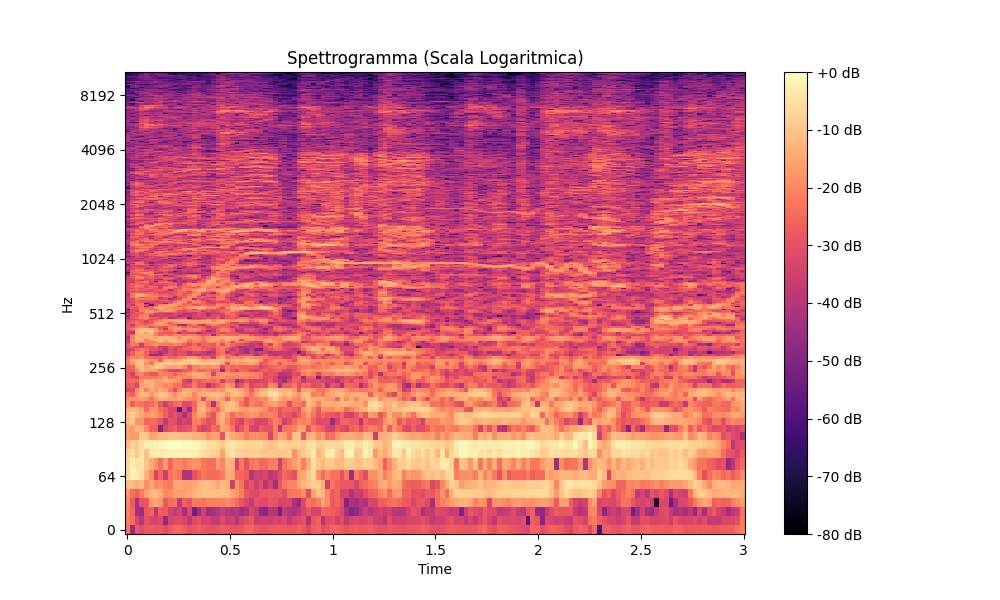 Spettrogramma (Scala Logaritmica)
8192
4096
2048
1024
512
256
128
64
0
Hz
0
0.5
1
1.5
2
2.5
3
Time
+0 dB
-10 dB
-20 dB
-30 dB
-40 dB
-50 dB
-60 dB
-70 dB
-80 dB